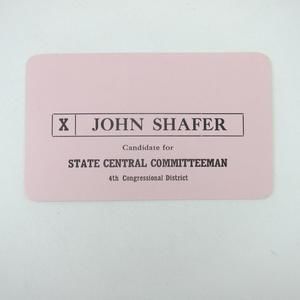 X JOHN SHAFER
Candidate for
STATE CENTRAL COMMITTEEMAN
4th Congressional District